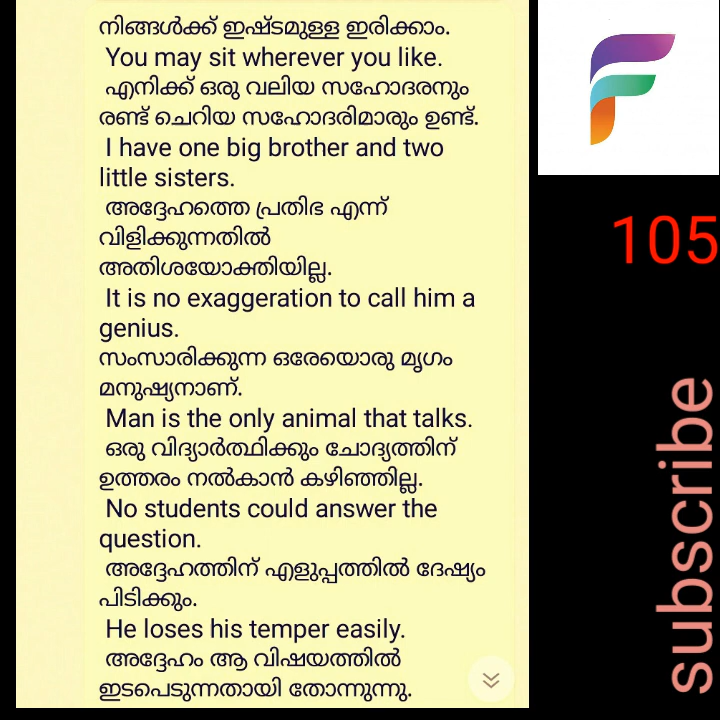 നിങ്ങൾക്ക് ഇഷ്ടമുള്ള ഇരിക്കാം.
You may sit wherever you like.
എനിക്ക് ഒരു വലിയ സഹോദരനും
രണ്ട് ചെറിയ സഹോദരിമാരും ഉണ്ട്.
I have one big brother and two
little sisters.
അദ്ദേഹത്തെ പ്രതിഭ എന്ന്
വിളിക്കുന്നതിൽ
അതിശയോക്തിയില്ല.
It is no exaggeration to call him a
genius.
സംസാരിക്കുന്ന ഒരേയൊരു മൃഗം
മനുഷ്യനാണ്.
Man is the only animal that talks.
ഒരു വിദ്യാർത്ഥിക്കും ചോദ്യത്തിന്
ഉത്തരം നൽകാൻ കഴിഞ്ഞില്ല.
No students could answer the
question.
അദ്ദേഹത്തിന് എളുപ്പത്തിൽ ദേഷ്യം
പിടിക്കും.
He loses his temper easily.
അദ്ദേഹം ആ വിഷയത്തിൽ
ഇടപെടുന്നതായി തോന്നുന്നു.
F
105
subscribe